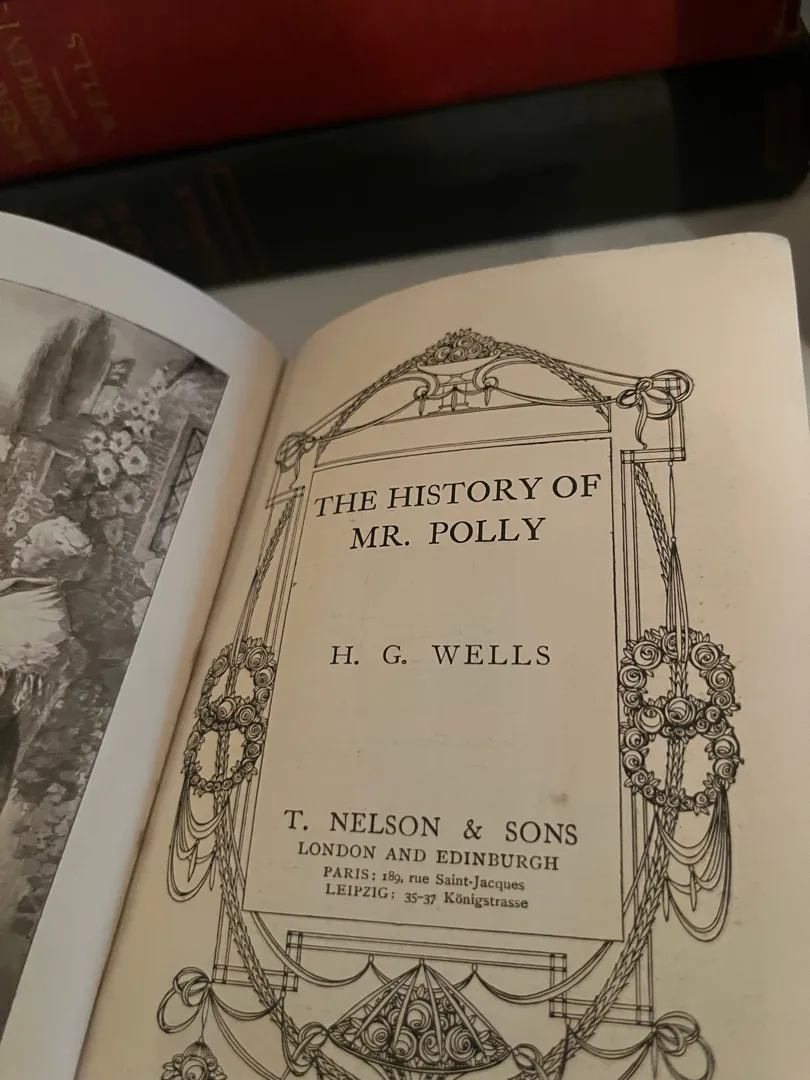 WELLS
THE HISTORY OF
MR. POLLY
H. G. WELLS
T. NELSON & SONS
LONDON AND EDINBURGH
PARIS: 189, rue Saint-Jacques
LEIPZIG: 35-37 Königstrasse